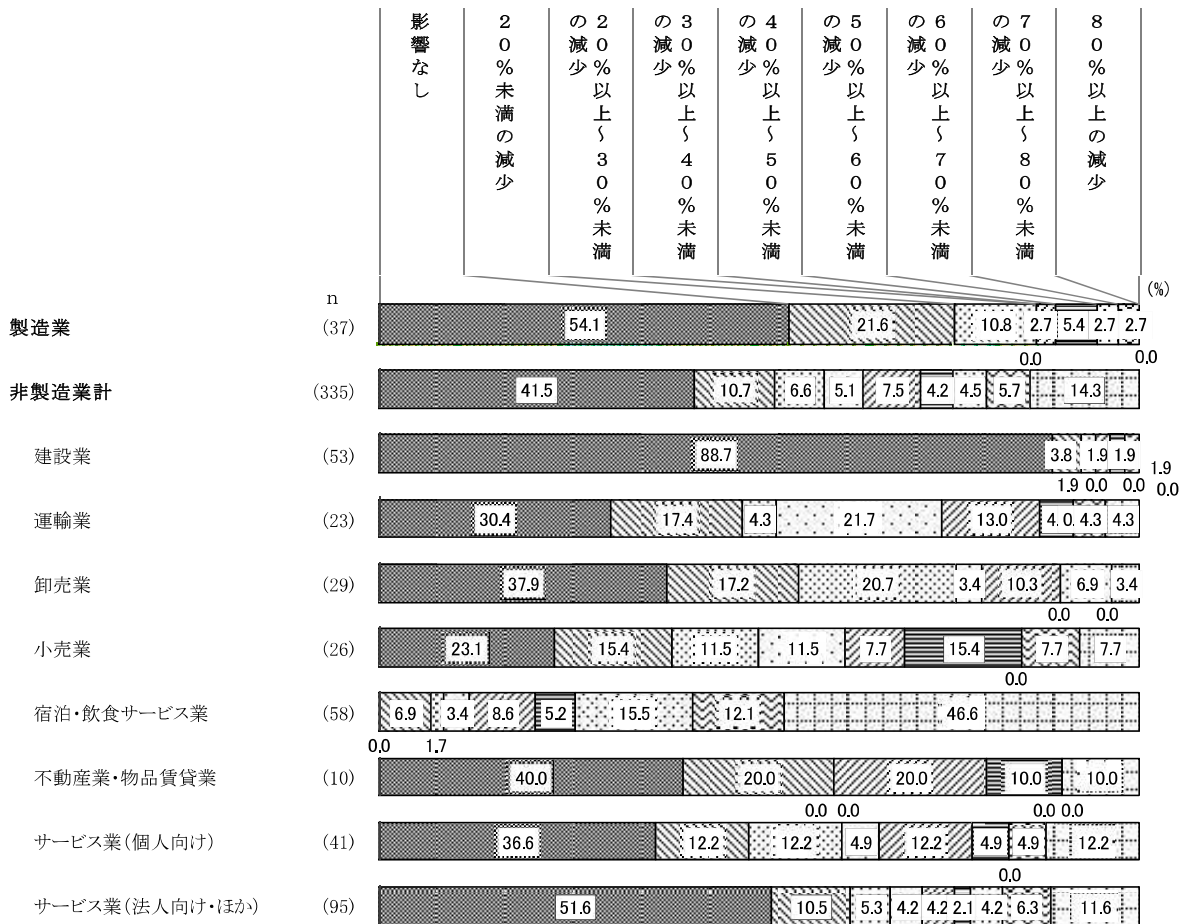 影響なし
20%未満の減少
20%以上~30%未満
の減少
30%以上~40%未満
の減少
40%以上~50%未満
の減少
50%以上~60%未満
の減少
60%以上~70%未満
の減少
70%以上~80%未満
の減少
80%以上の減少
n
(%)
製造業 (37) 54.1 21.6 10.8 2.7 5.4 2.7 2.7
0.0 0.0
非製造業計 (335) 41.5 10.7 6.6 5.1 7.5 4.2 4.5 5.7 14.3
建設業 (53) 88.7 3.8 1.9 1.9 1.9
1.9 0.0 0.0 0.0
運輸業 (23) 30.4 17.4 4.3 21.7 13.0 4. 0. 4.3 4.3
卸売業 (29) 37.9 17.2 20.7 3.4 10.3 6.9 3.4
0.0 0.0
小売業 (26) 23.1 15.4 11.5 11.5 7.7 15.4 7.7 7.7
0.0
宿泊・飲食サービス業 (58) 6.9 3.4 8.6 5.2 15.5 12.1 46.6
0.0 1.7
不動産業・物品賃貸業 (10) 40.0 20.0 20.0 10.0 10.0
0.0 0.0 0.0 0.0
サービス業(個人向け) (41) 36.6 12.2 12.2 4.9 12.2 4.9 4.9 12.2
0.0
サービス業(法人向け・ほか) (95) 51.6 10.5 5.3 4.2 4.2 2.1 4.2 6.3 11.6